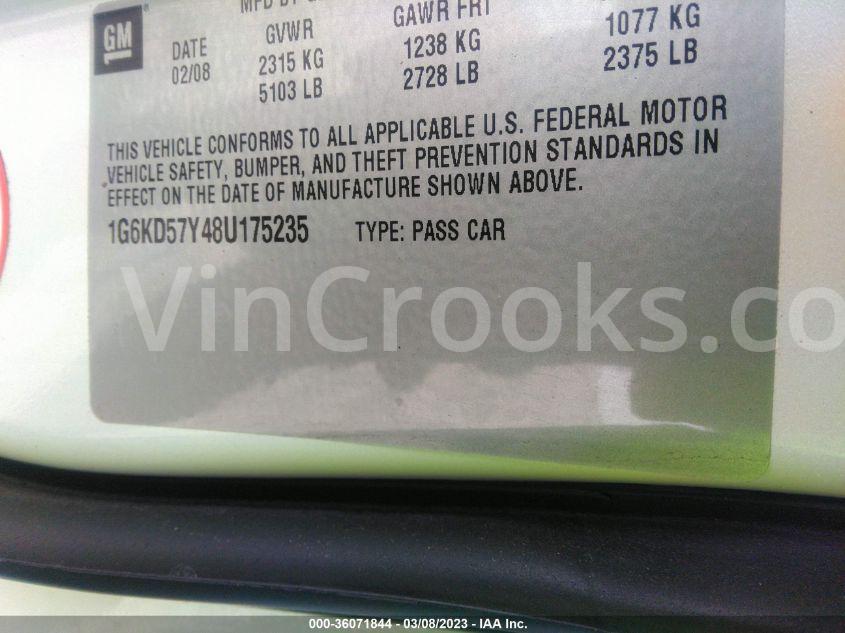 GM
MFD BY
DATE
02/08
GVWR
2315 KG
5103 LB
GAWR FRT
1238 KG
2728 LB
1077 KG
2375 LB
THIS VEHICLE CONFORMS TO ALL APPLICABLE U.S. FEDERAL MOTOR
VEHICLE SAFETY, BUMPER, AND THEFT PREVENTION STANDARDS IN
EFFECT ON THE DATE OF MANUFACTURE SHOWN ABOVE.
1G6KD57Y48U175235 TYPE: PASS CAR
VinCrooks.co
000-36071844 - 03/08/2023 - IAA Inc.